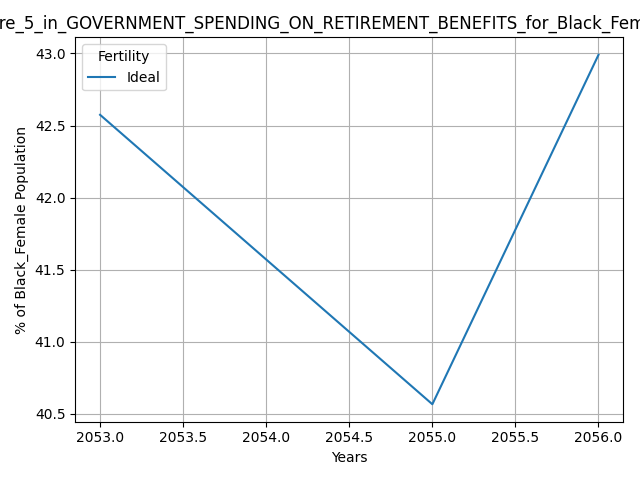 re_5_in_GOVERNMENT_SPENDING_ON_RETIREMENT_BENEFITS_for_Black_Fem
Fertility
Ideal
43.0
42.5
42.0
41.5
41.0
40.5
% of Black_Female Population
2053.0 2053.5 2054.0 2054.5 2055.0 2055.5 2056.0
Years